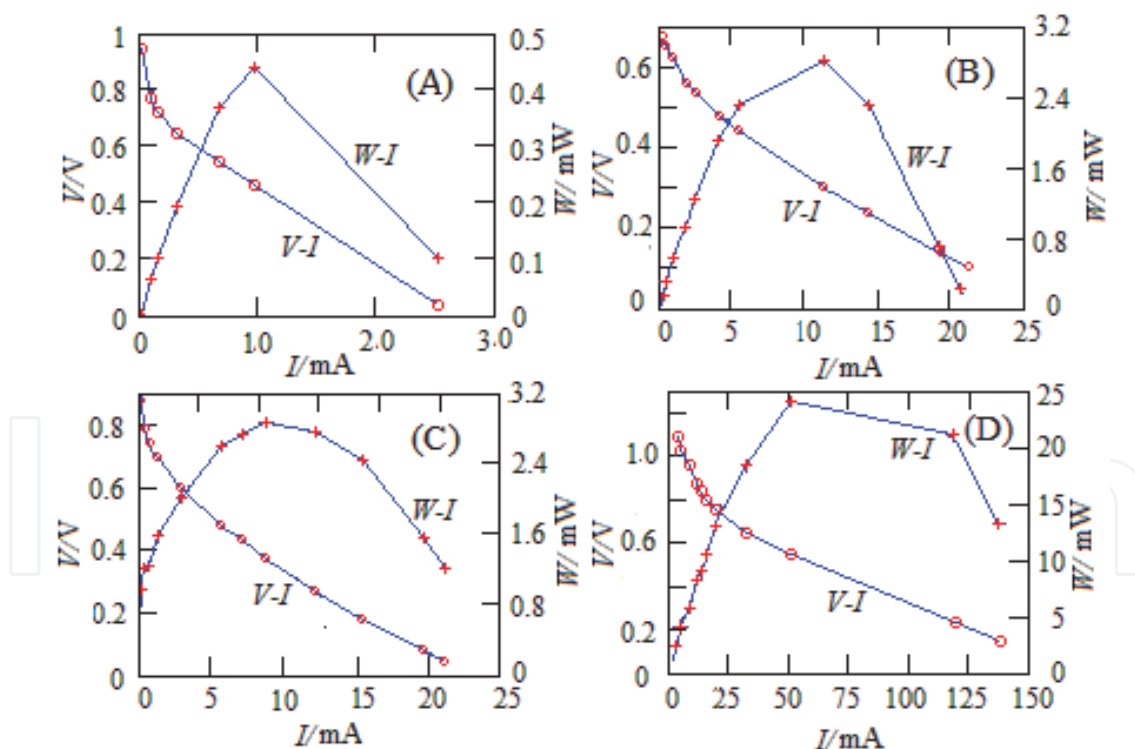 (A)
1
0.8
0.6
0.4
0.2
0
V/V
W-I
V-I
0.5
0.4
0.3
0.2
0.1
0
W/ mW
0 1.0 2.0 3.0
I/mA
(B)
0.6
0.4
0.2
0
V/V
W-I
V-I
3.2
2.4
1.6
0.8
0
W/ mW
0 5 10 15 20 25
I/mA
(C)
0.8
0.6
0.4
0.2
0
V/V
W-I
V-I
3.2
2.4
1.6
0.8
0
W/ mW
0 5 10 15 20 25
I/mA
(D)
1.0
0.6
0.2
0
V/V
W-I
V-I
25
20
15
10
5
0
W/ mW
0 25 50 75 100 125 150
I/mA